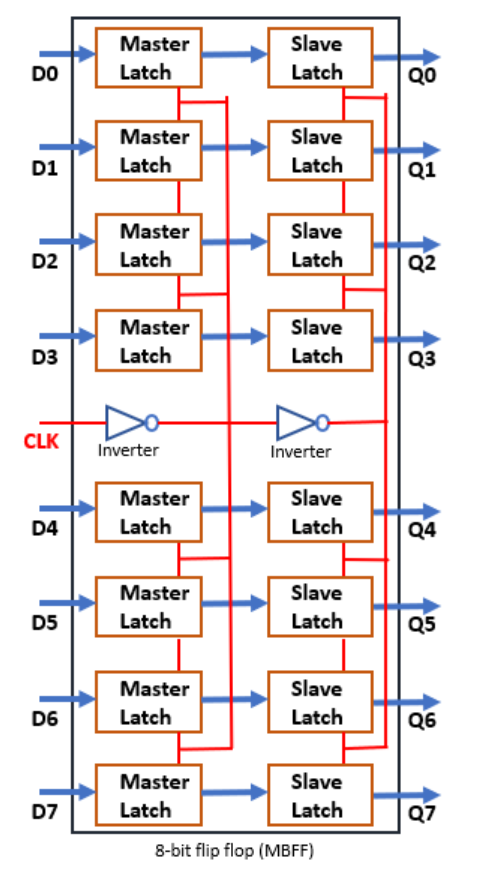 Master
Latch
Slave
Latch
D0
Q0
Master
Latch
Slave
Latch
D1
Q1
Master
Latch
Slave
Latch
D2
Q2
Master
Latch
Slave
Latch
D3
Q3
CLK
Inverter
Inverter
Master
Latch
Slave
Latch
D4
Q4
Master
Latch
Slave
Latch
D5
Q5
Master
Latch
Slave
Latch
D6
Q6
Master
Latch
Slave
Latch
D7
Q7
8-bit flip flop (MBFF)